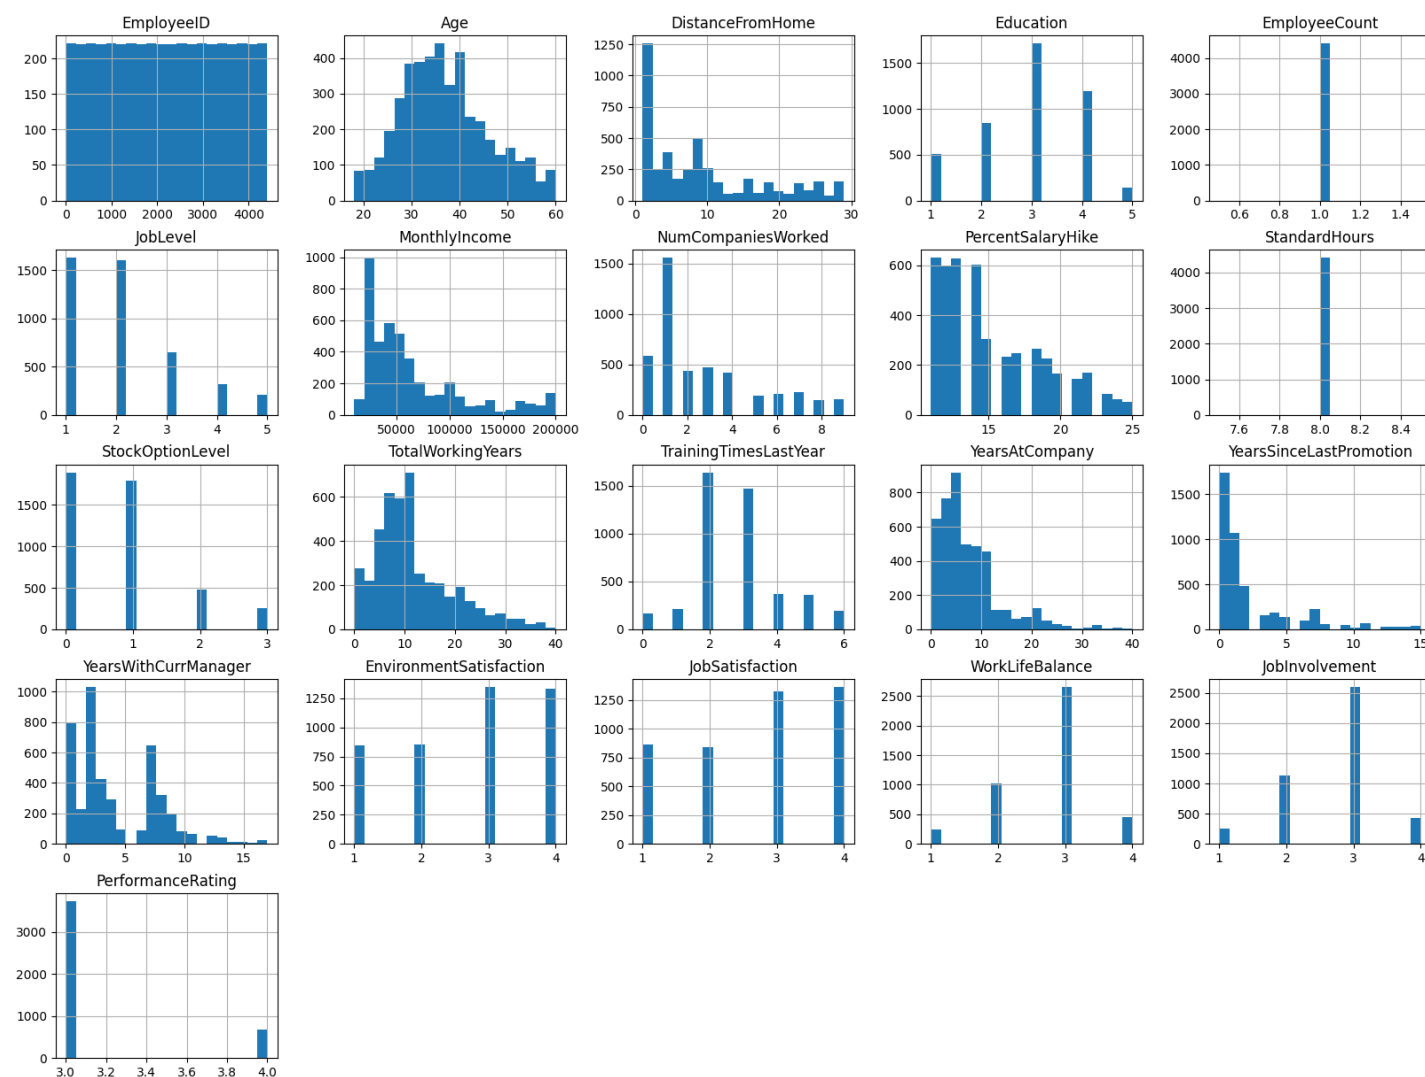 EmployeeID Age DistanceFromHome Education EmployeeCount
200 150 100 50 0
0 1000 2000 3000 4000
400 300 200 100 0
20 30 40 50 60
1250 1000 750 500 250 0
0 10 20 30
1500 1000 500 0
1 2 3 4 5
4000 3000 2000 1000 0
0.6 0.8 1.0 1.2 1.4
JobLevel MonthlyIncome NumCompaniesWorked PercentSalaryHike StandardHours
1500 1000 500 0
1 2 3 4 5
1000 800 600 400 200 0
50000 100000 150000 200000
1500 1000 500 0
0 2 4 6 8
600 400 200 0
15 20 25
4000 3000 2000 1000 0
7.6 7.8 8.0 8.2 8.4
StockOptionLevel TotalWorkingYears TrainingTimesLastYear YearsAtCompany YearsSinceLastPromotion
1500 1000 500 0
0 1 2 3
600 400 200 0
0 10 20 30 40
1500 1000 500 0
0 2 4 6
800 600 400 200 0
0 10 20 30 40
1500 1000 500 0
0 5 10 15
YearsWithCurrManager EnvironmentSatisfaction JobSatisfaction WorkLifeBalance JobInvolvement
1000 800 600 400 200 0
0 5 10 15
1250 1000 750 500 250 0
1 2 3 4
1250 1000 750 500 250 0
1 2 3 4
2500 2000 1500 1000 500 0
1 2 3 4
2500 2000 1500 1000 500 0
1 2 3 4
PerformanceRating
3000 2000 1000 0
3.0 3.2 3.4 3.6 3.8 4.0